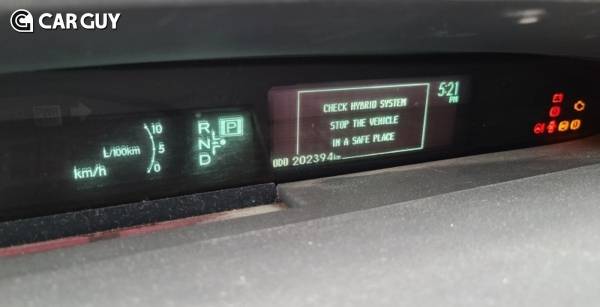 CAR GUY
5:21
PM
CHECK HYBRID SYSTEM
STOP THE VEHICLE
IN A SAFE PLACE
ODO 202394 km
10
L/100km
5
0
km/h
R
N
D
P